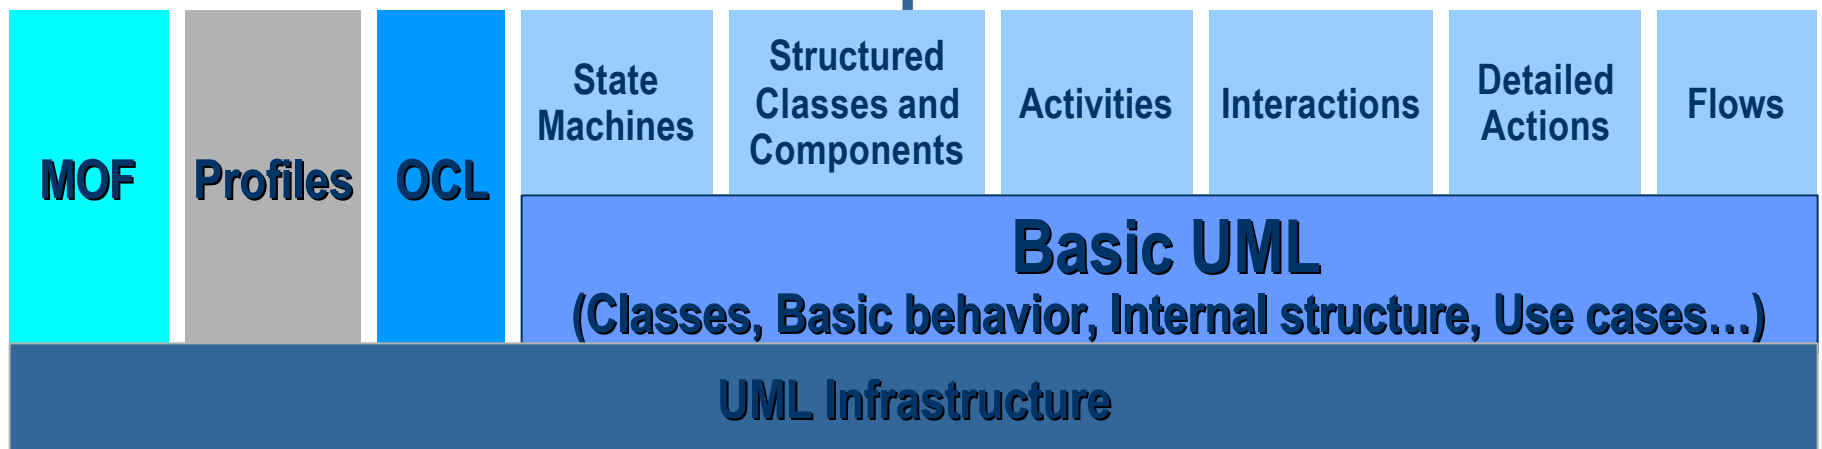 MOF
Profiles
OCL
State
Machines
Structured
Classes and
Components
Activities
Interactions
Detailed
Actions
Flows
Basic UML
(Classes, Basic behavior, Internal structure, Use cases…)
UML Infrastructure